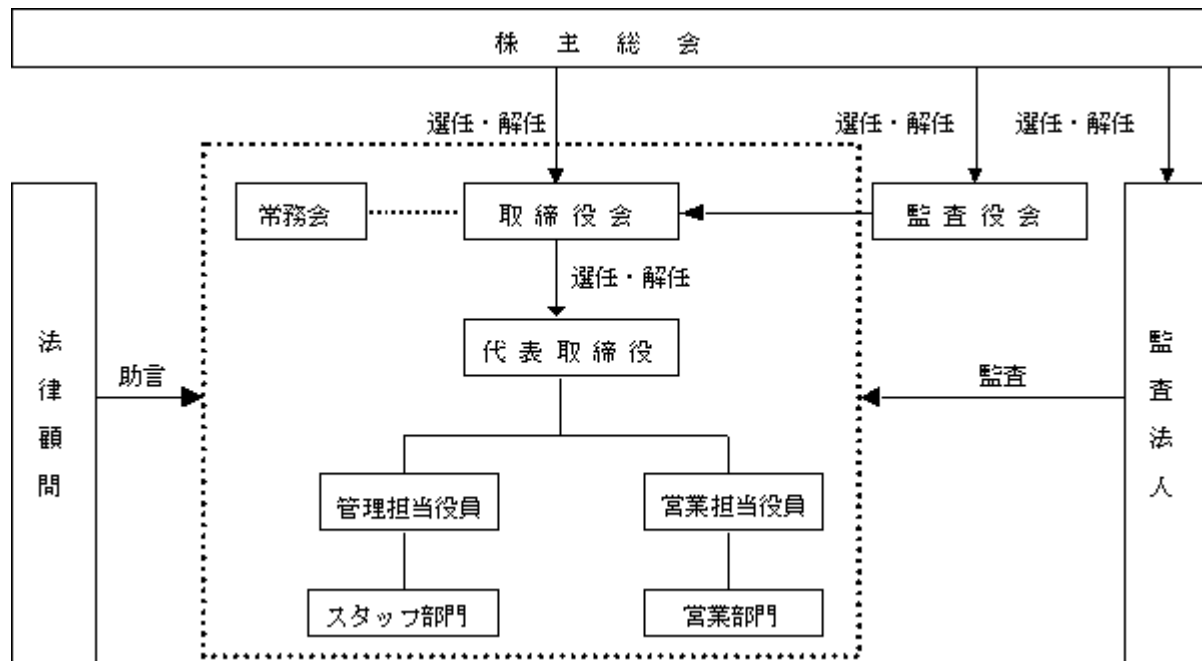 株主総会
選任・解任
選任・解任
選任・解任
常務会
取締役会
監査役会
選任・解任
代表取締役
法律顧問
助言
監査
監査法人
管理担当役員
営業担当役員
スタッフ部門
営業部門